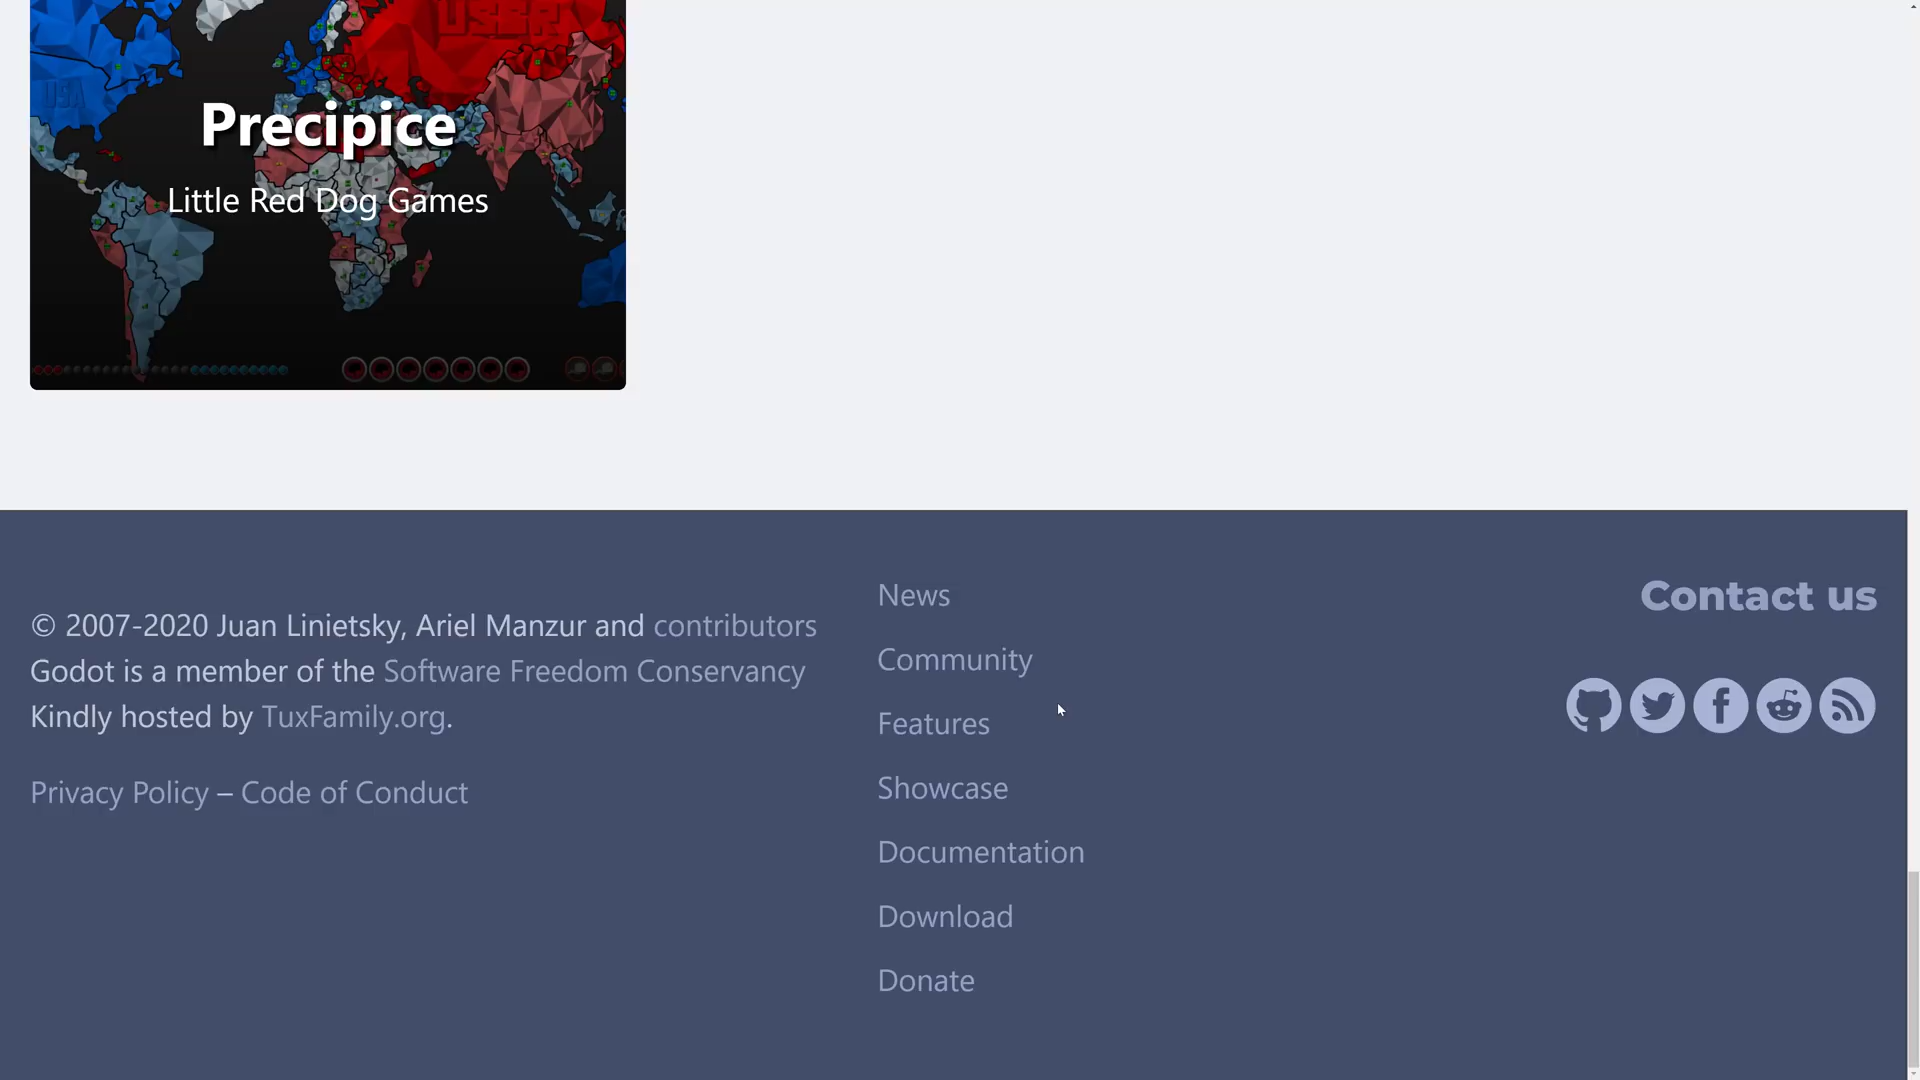 USSR
USA
Precipice
Little Red Dog Games
© 2007-2020 Juan Linietsky, Ariel Manzur and contributors
Godot is a member of the Software Freedom Conservancy
Kindly hosted by TuxFamily.org.
Privacy Policy – Code of Conduct
News
Community
Features
Showcase
Documentation
Download
Donate
Contact us